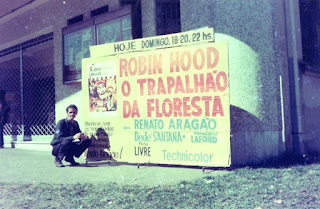 HOJE DOMINGO, 18-20, 22 hs.
ROBIN HOOD
O TRAPALHÃO
DA FLORESTA
RENATO ARAGÃO
Dedé SANTANA
LAFOND
LIVRE
Technicolor